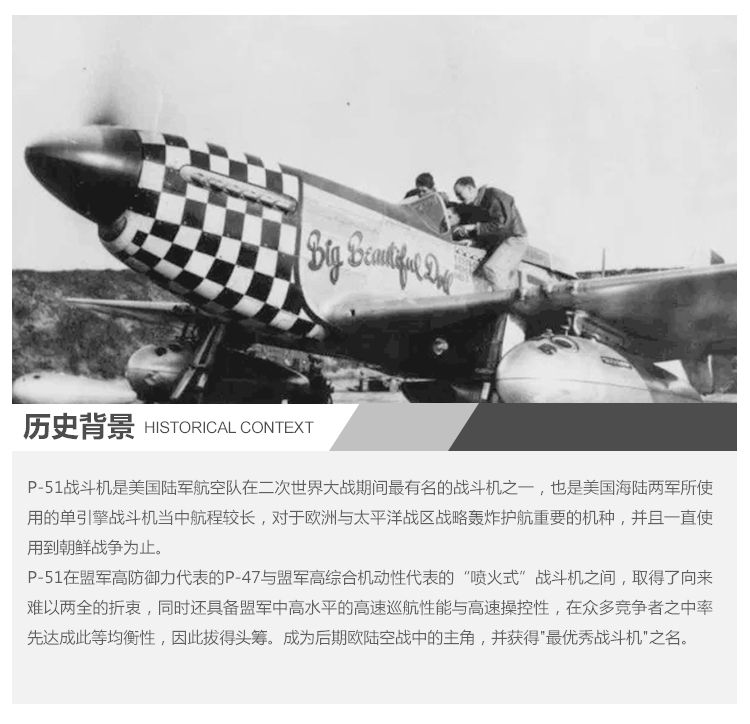 Big Beautiful Doll
历史背景 HISTORICAL CONTEXT
P-51战斗机是美国陆军航空队在二次世界大战期间最有名的战斗机之一，也是美国海陆两军所使
用的单引擎战斗机当中航程较长，对于欧洲与太平洋战区战略轰炸护航重要的机种，并且一直使
用到朝鲜战争为止。
P-51在盟军高防御力代表的P-47与盟军高综合机动性代表的“喷火式”战斗机之间，取得了向来
难以两全的折衷，同时还具备盟军中高水平的高速巡航性能与高速操控性，在众多竞争者之中率
先达成此等均衡性，因此拔得头筹。成为后期欧陆空战中的主角，并获得"最优秀战斗机"之名。